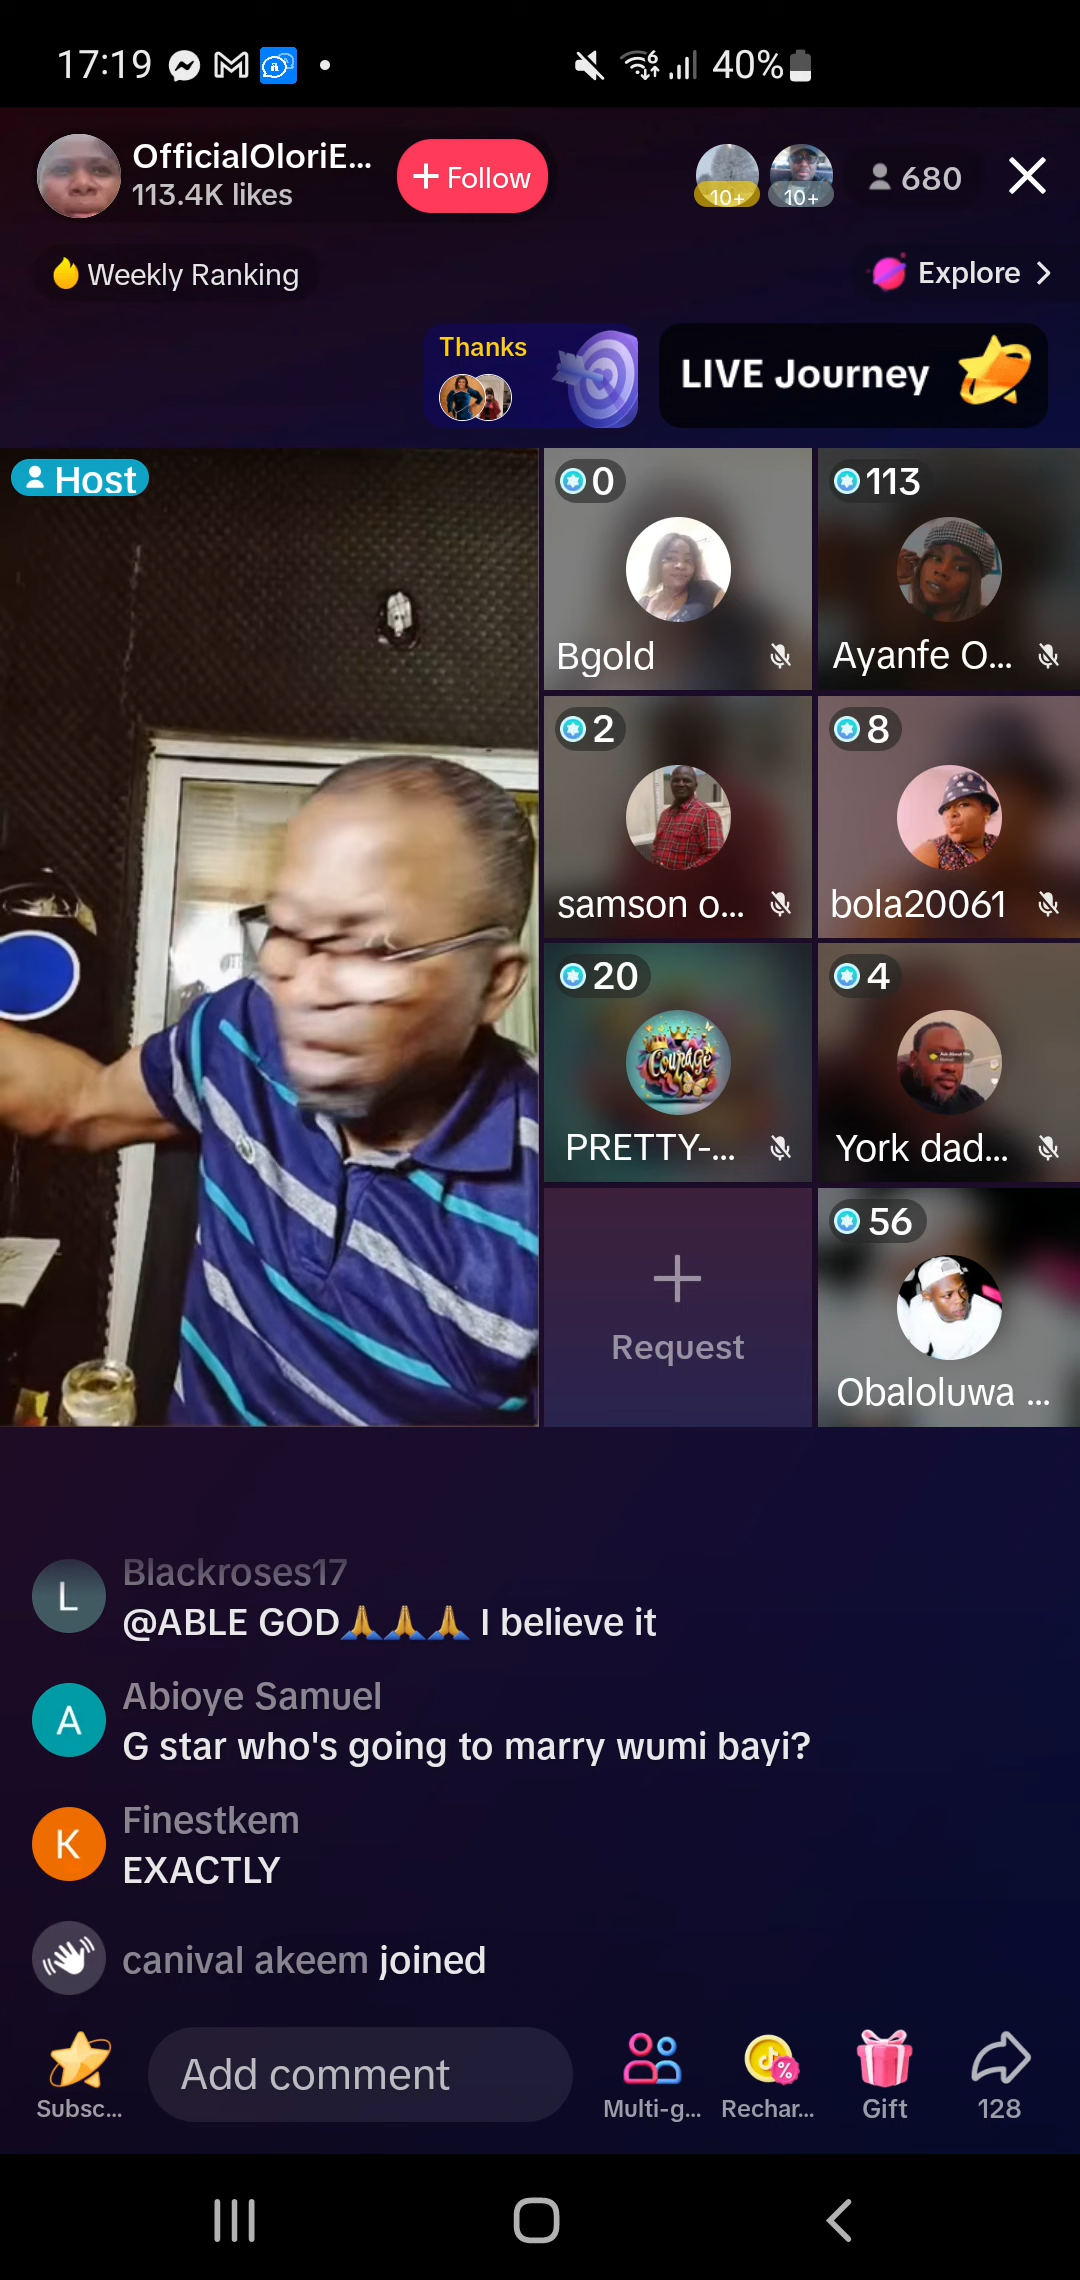 17:19
40%
OfficialOloriE...
113.4K likes
+ Follow
10+
10+
680
Weekly Ranking
Explore
Thanks
LIVE Journey
Host
0
Bgold
113
Ayanfe O...
2
samson o...
8
bola20061
20
Courage
PRETTY-...
4
York dad...
Request
56
Obaloluwa ...
L
Blackroses17
@ABLE GOD🙏🙏🙏 I believe it
A
Abioye Samuel
G star who's going to marry wumi bayi?
K
Finestkem
EXACTLY
canival akeem joined
Add comment
Subsc...
Multi-g...
Rechar...
Gift
128